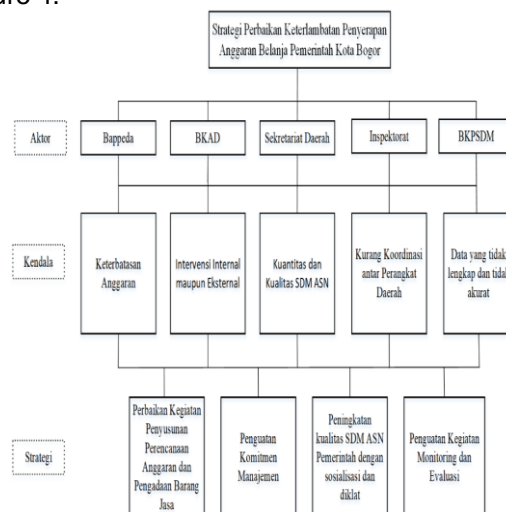 Strategi Perbaikan Keterlambatan Penyerapan
Anggaran Belanja Pemerintah Kota Bogor
Aktor
Bappeda
BKAD
Sekretariat Daerah
Inspektorat
BKPSDM
Kendala
Keterbatasan
Anggaran
Intervensi Internal
maupun Eksternal
Kuantitas dan
Kualitas SDM ASN
Kurang Koordinasi
antar Perangkat
Daerah
Data yang tidak
lengkap dan tidak
akurat
Strategi
Perbaikan Kegiatan
Penyusunan
Perencanaan
Anggaran dan
Pengadaan Barang
Jasa
Penguatan
Komitmen
Manajemen
Peningkatan
kualitas SDM ASN
Pemerintah dengan
sosialisasi dan
diklat
Penguatan Kegiatan
Monitoring dan
Evaluasi